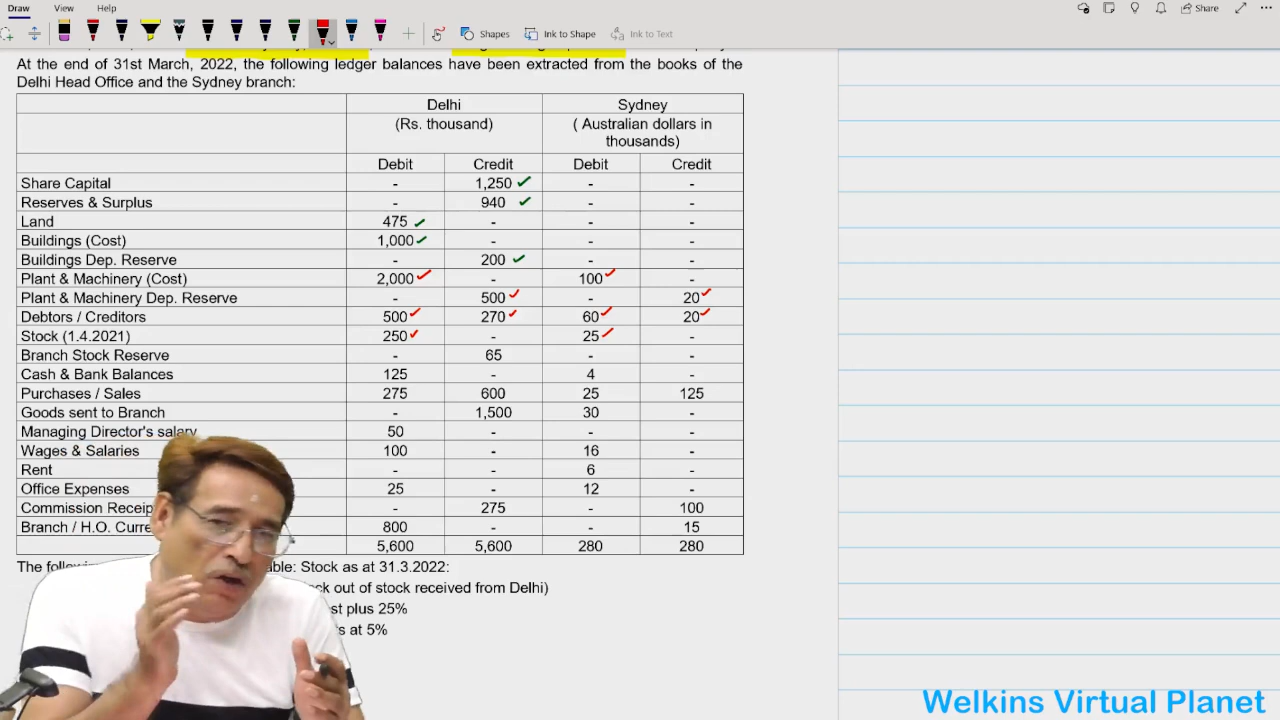 Draw View Help
Shapes Ink to Shape Ink to Text Share
At the end of 31st March, 2022, the following ledger balances have been extracted from the books of the
Delhi Head Office and the Sydney branch:
Delhi Sydney
(Rs. thousand) ( Australian dollars in
thousands)
Debit Credit Debit Credit
Share Capital - 1,250 - -
Reserves & Surplus - 940 - -
Land 475 - - -
Buildings (Cost) 1,000 - - -
Buildings Dep. Reserve - 200 - -
Plant & Machinery (Cost) 2,000 - 100 -
Plant & Machinery Dep. Reserve - 500 - 20
Debtors / Creditors 500 270 60 20
Stock (1.4.2021) 250 - 25 -
Branch Stock Reserve - 65 - -
Cash & Bank Balances 125 - 4 -
Purchases / Sales 275 600 25 125
Goods sent to Branch - 1,500 30 -
Managing Director's salary 50 - - -
Wages & Salaries 100 - 16 -
Rent - - 6 -
Office Expenses 25 - 12 -
Commission Receip - 275 - 100
Branch / H.O. Curre 800 - - 15
5,600 5,600 280 280
The followi able: Stock as at 31.3.2022:
ck out of stock received from Delhi)
st plus 25%
s at 5%
Welkins Virtual Planet